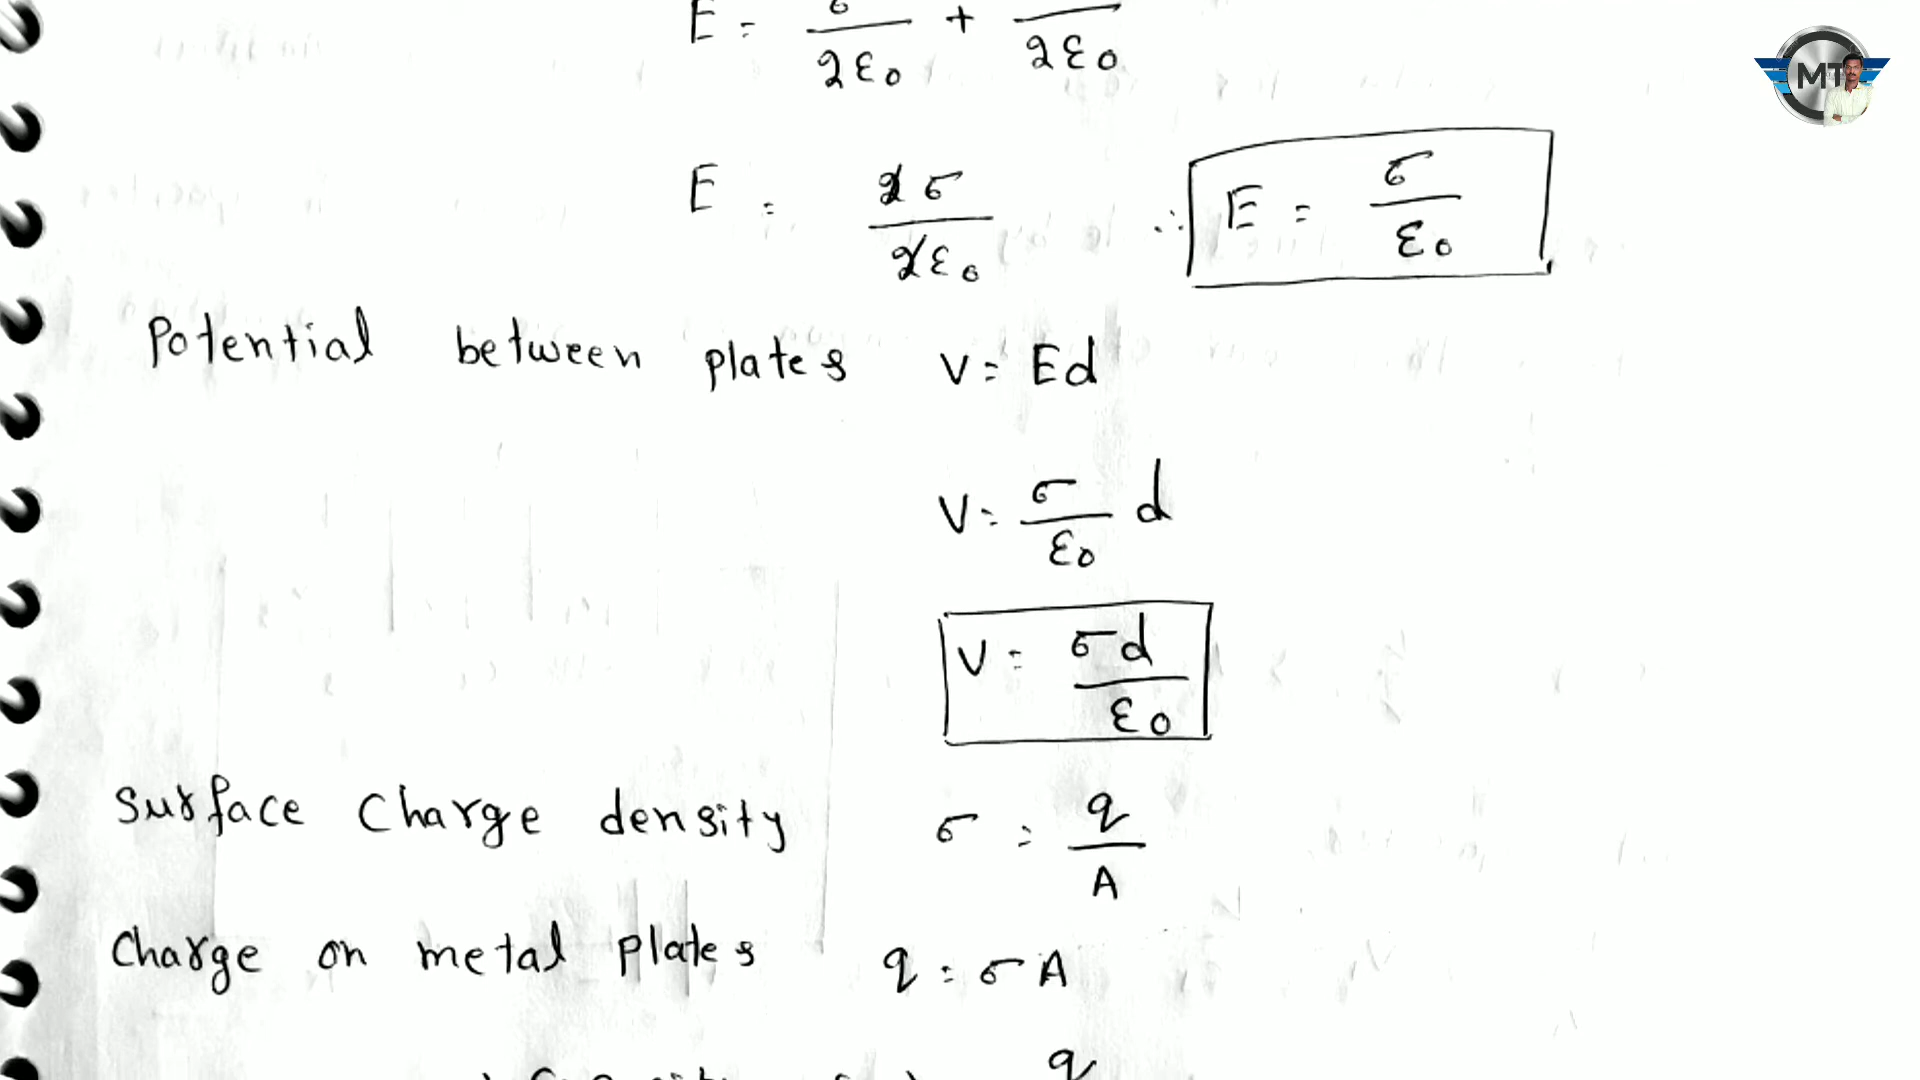 E = σ/2ε₀ + /2ε₀
E = 2σ/2ε₀ ∴ E = σ/ε₀
Potential between plates V = Ed
V = σ/ε₀ d
V = σd/ε₀
Surface Charge density σ = q/A
Charge on metal plates q = σA
q
MT